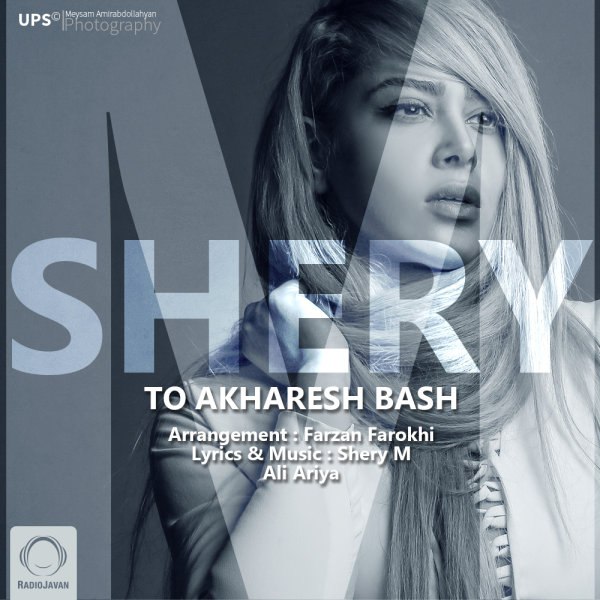 UPS© | Meysam Amirabdollahyan
Photography
M
SHERY
TO AKHARESH BASH
Arrangement : Farzan Farokhi
Lyrics & Music : Shery M
Ali Ariya
RADIOJAVAN